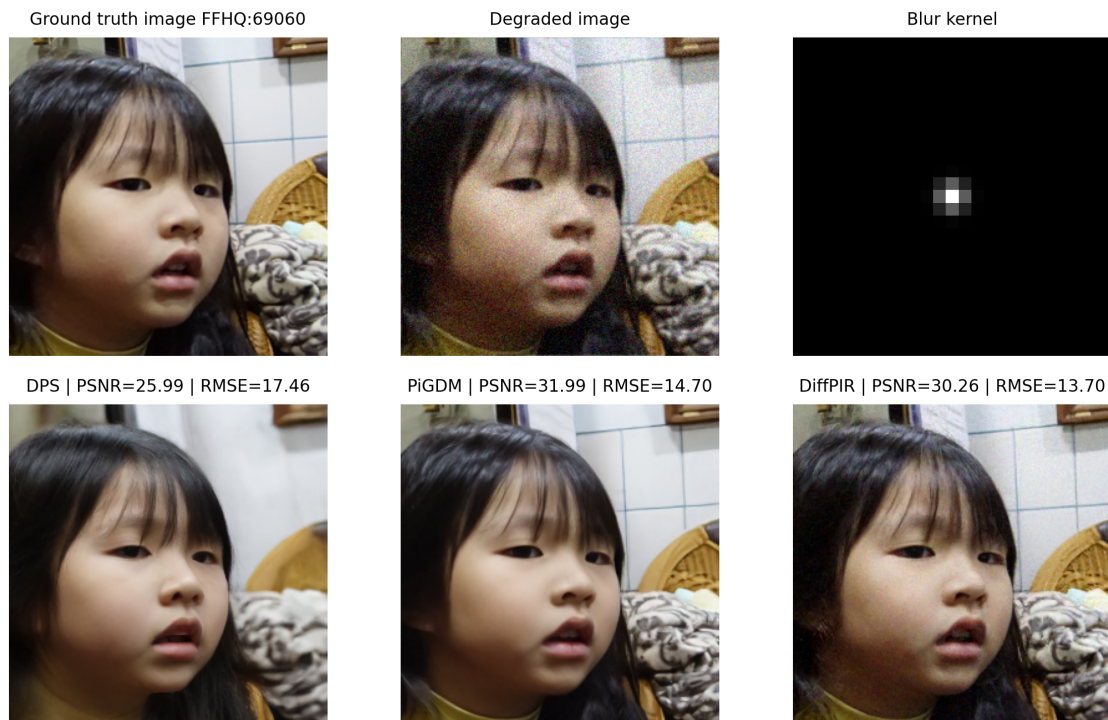 Ground truth image FFHQ:69060
Degraded image
Blur kernel
DPS | PSNR=25.99 | RMSE=17.46
PiGDM | PSNR=31.99 | RMSE=14.70
DiffPIR | PSNR=30.26 | RMSE=13.70